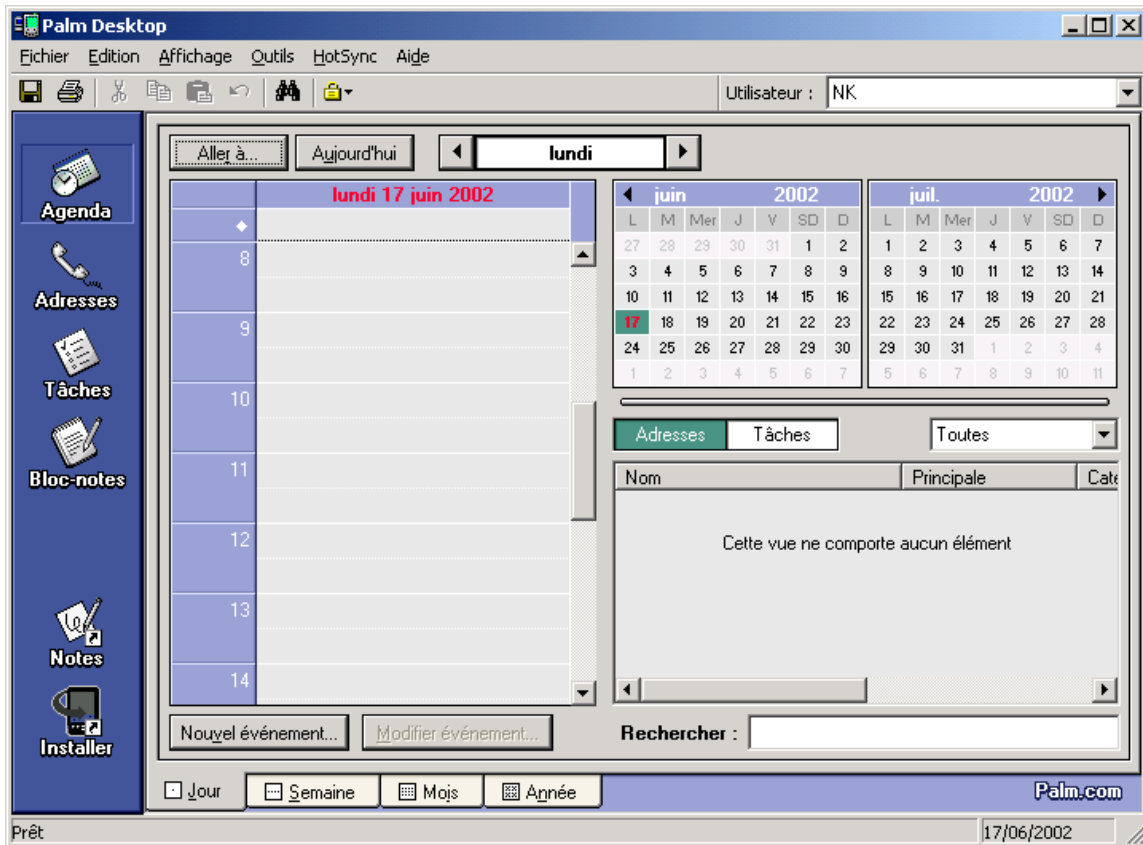 Palm Desktop
Fichier Edition Affichage Outils HotSync Aide
Utilisateur : NK
Agenda
Adresses
Tâches
Bloc-notes
Notes
Installer
Aller à... Aujourd'hui lundi
lundi 17 juin 2002
8
9
10
11
12
13
14
juin 2002
L M Mer J V SD D
27 28 29 30 31 1 2
3 4 5 6 7 8 9
10 11 12 13 14 15 16
17 18 19 20 21 22 23
24 25 26 27 28 29 30
1 2 3 4 5 6 7
juil. 2002
L M Mer J V SD D
1 2 3 4 5 6 7
8 9 10 11 12 13 14
15 16 17 18 19 20 21
22 23 24 25 26 27 28
29 30 31 1 2 3 4
5 6 7 8 9 10 11
Adresses Tâches Toutes
Nom Principale Caté
Cette vue ne comporte aucun élément
Nouvel événement... Modifier événement... Rechercher :
Jour Semaine Mois Année Palm.com
Prêt 17/06/2002